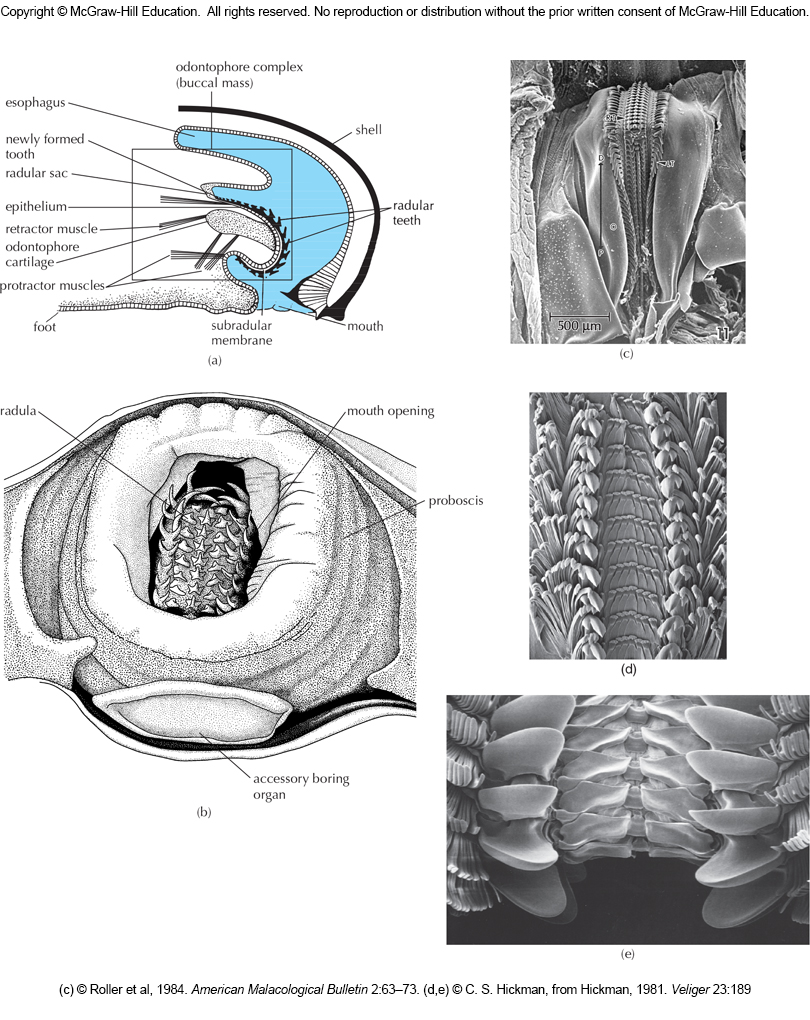 Copyright © McGraw-Hill Education. All rights reserved. No reproduction or distribution without the prior written consent of McGraw-Hill Education.
odontophore complex
(buccal mass)
esophagus
shell
newly formed
tooth
radular sac
epithelium
radular
teeth
retractor muscle
odontophore
cartilage
protractor muscles
foot
subradular
membrane
mouth
(a)
LT
500 µm
11
(c)
radula
mouth opening
proboscis
accessory boring
organ
(b)
(d)
(e)
(c) © Roller et al, 1984. American Malacological Bulletin 2:63–73. (d,e) © C. S. Hickman, from Hickman, 1981. Veliger 23:189